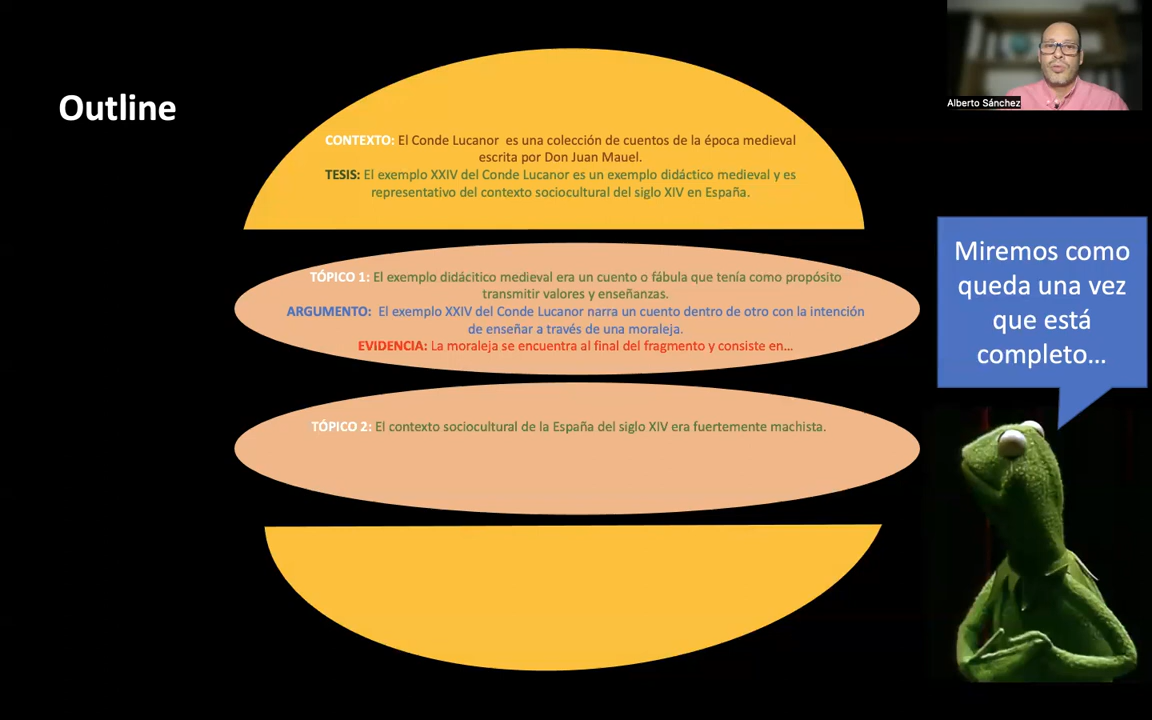 Outline
Alberto Sánchez
CONTEXTO: El Conde Lucanor es una colección de cuentos de la época medieval
escrita por Don Juan Mauel.
TESIS: El exemplo XXIV del Conde Lucanor es un exemplo didáctico medieval y es
representativo del contexto sociocultural del siglo XIV en España.
TÓPICO 1: El exemplo didácitico medieval era un cuento o fábula que tenía como propósito
transmitir valores y enseñanzas.
ARGUMENTO: El exemplo XXIV del Conde Lucanor narra un cuento dentro de otro con la intención
de enseñar a través de una moraleja.
EVIDENCIA: La moraleja se encuentra al final del fragmento y consiste en…
TÓPICO 2: El contexto sociocultural de la España del siglo XIV era fuertemente machista.
Miremos como
queda una vez
que está
completo…